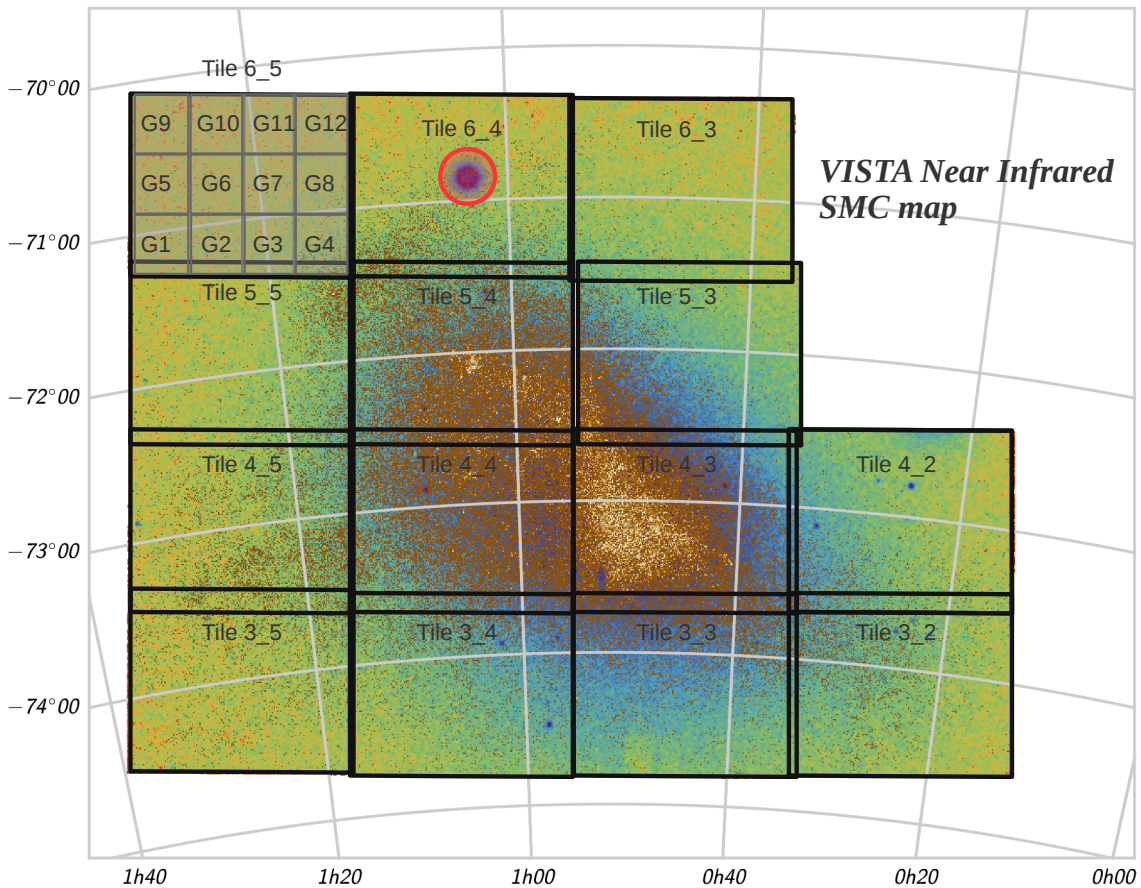 Tile 6_5
−70°00
G9 G10 G11 G12
Tile 6_4
Tile 6_3
VISTA Near Infrared
SMC map
G5 G6 G7 G8
−71°00
G1 G2 G3 G4
Tile 5_5 Tile 5_4 Tile 5_3
−72°00
Tile 4_5 Tile 4_4 Tile 4_3 Tile 4_2
−73°00
Tile 3_5 Tile 3_4 Tile 3_3 Tile 3_2
−74°00
1h40 1h20 1h00 0h40 0h20 0h00